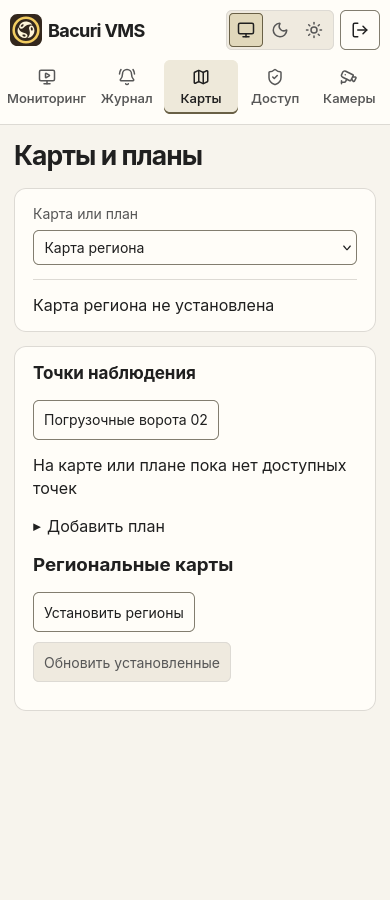 Bacuri VMS
Мониторинг
Журнал
Карты
Доступ
Камеры
Карты и планы
Карта или план
Карта региона
Карта региона не установлена
Точки наблюдения
Погрузочные ворота 02
На карте или плане пока нет доступных
точек
Добавить план
Региональные карты
Установить регионы
Обновить установленные